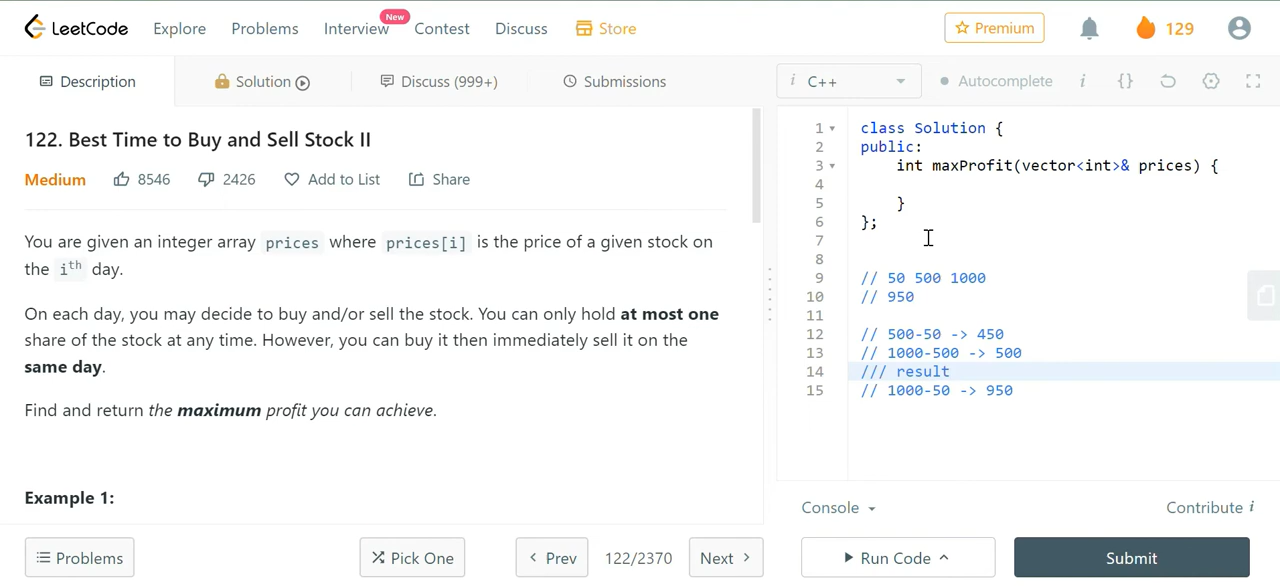 LeetCode Explore Problems Interview New Contest Discuss Store Premium 129
Description Solution Discuss (999+) Submissions i C++ Autocomplete i {}
122. Best Time to Buy and Sell Stock II
Medium 8546 2426 Add to List Share
You are given an integer array prices where prices[i] is the price of a given stock on
the ith day.
On each day, you may decide to buy and/or sell the stock. You can only hold at most one
share of the stock at any time. However, you can buy it then immediately sell it on the
same day.
Find and return the maximum profit you can achieve.
Example 1:
Problems Pick One Prev 122/2370 Next
1 class Solution {
2 public:
3 int maxProfit(vector<int>& prices) {
4
5 }
6 };
7
8
9 // 50 500 1000
10 // 950
11
12 // 500-50 -> 450
13 // 1000-500 -> 500
14 /// result
15 // 1000-50 -> 950
Console Contribute i
Run Code Submit